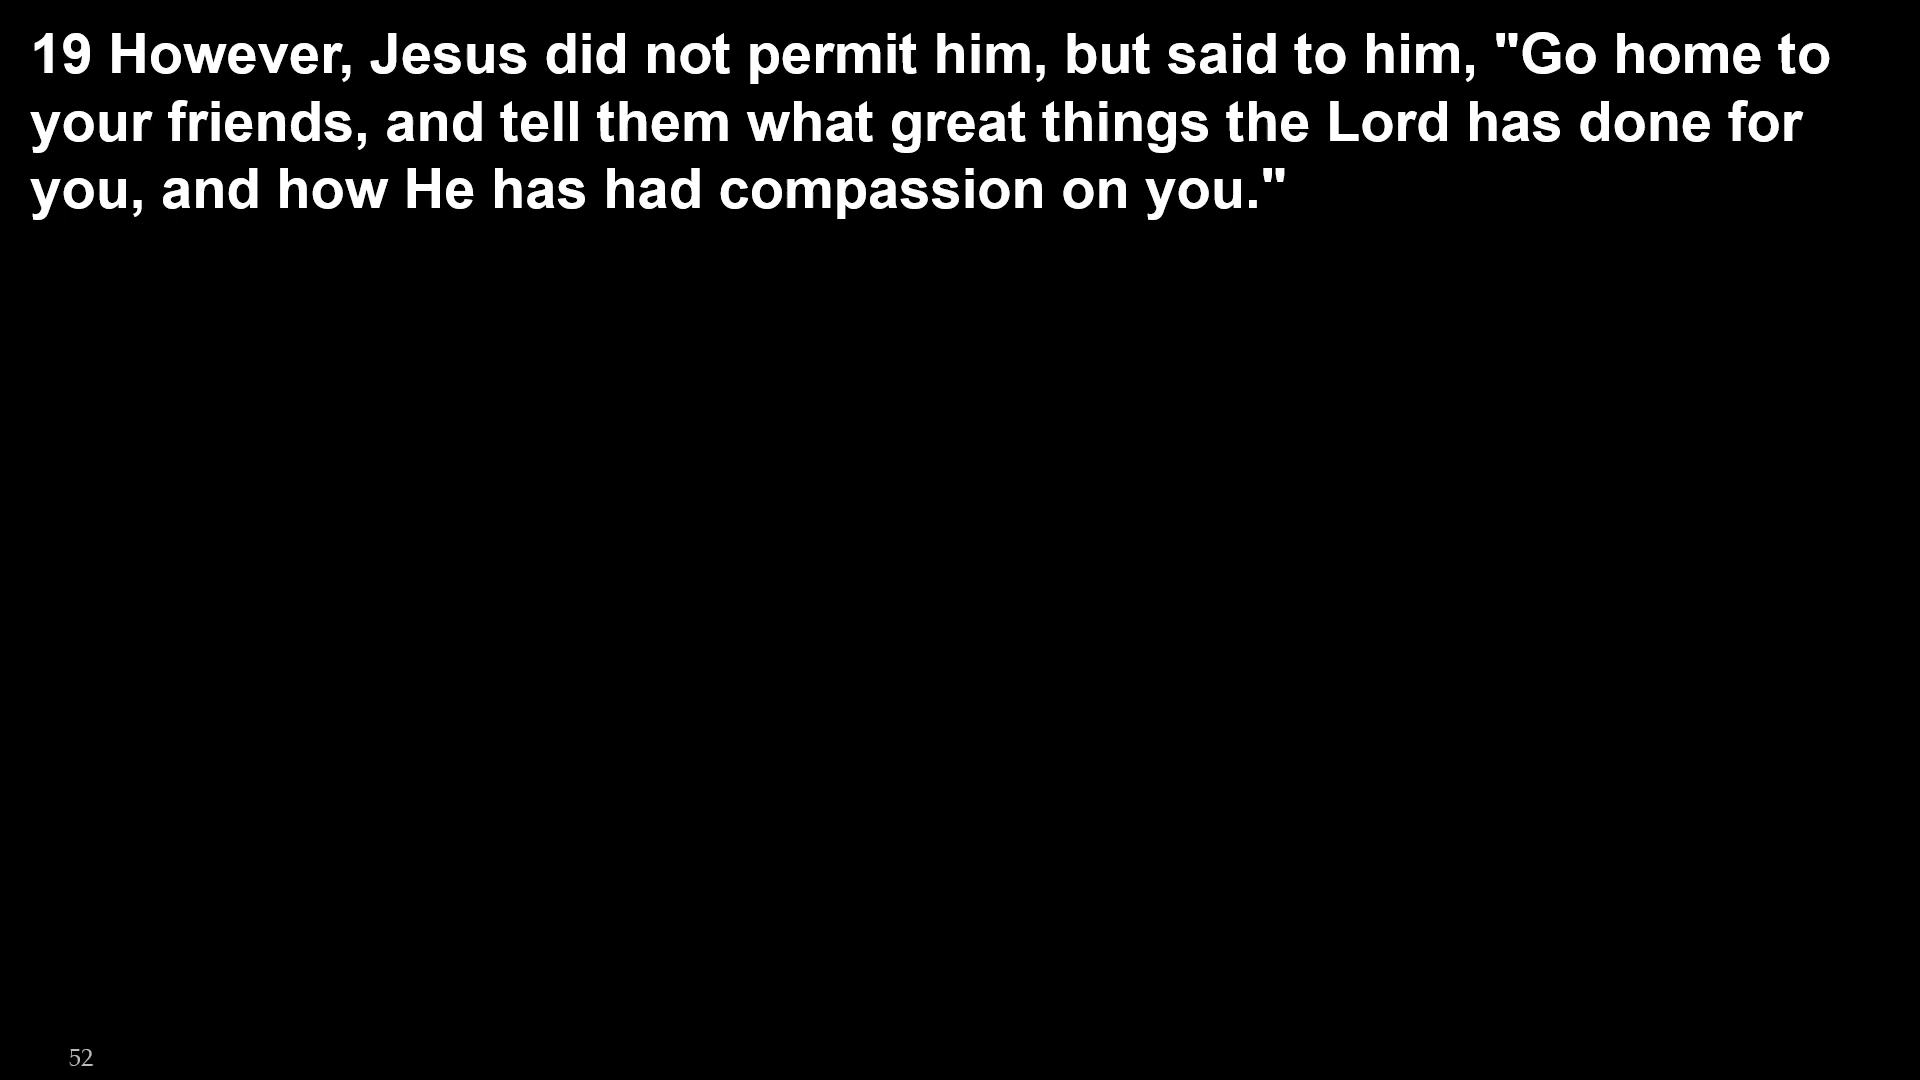 19 However, Jesus did not permit him, but said to him, "Go home to
your friends, and tell them what great things the Lord has done for
you, and how He has had compassion on you."
52